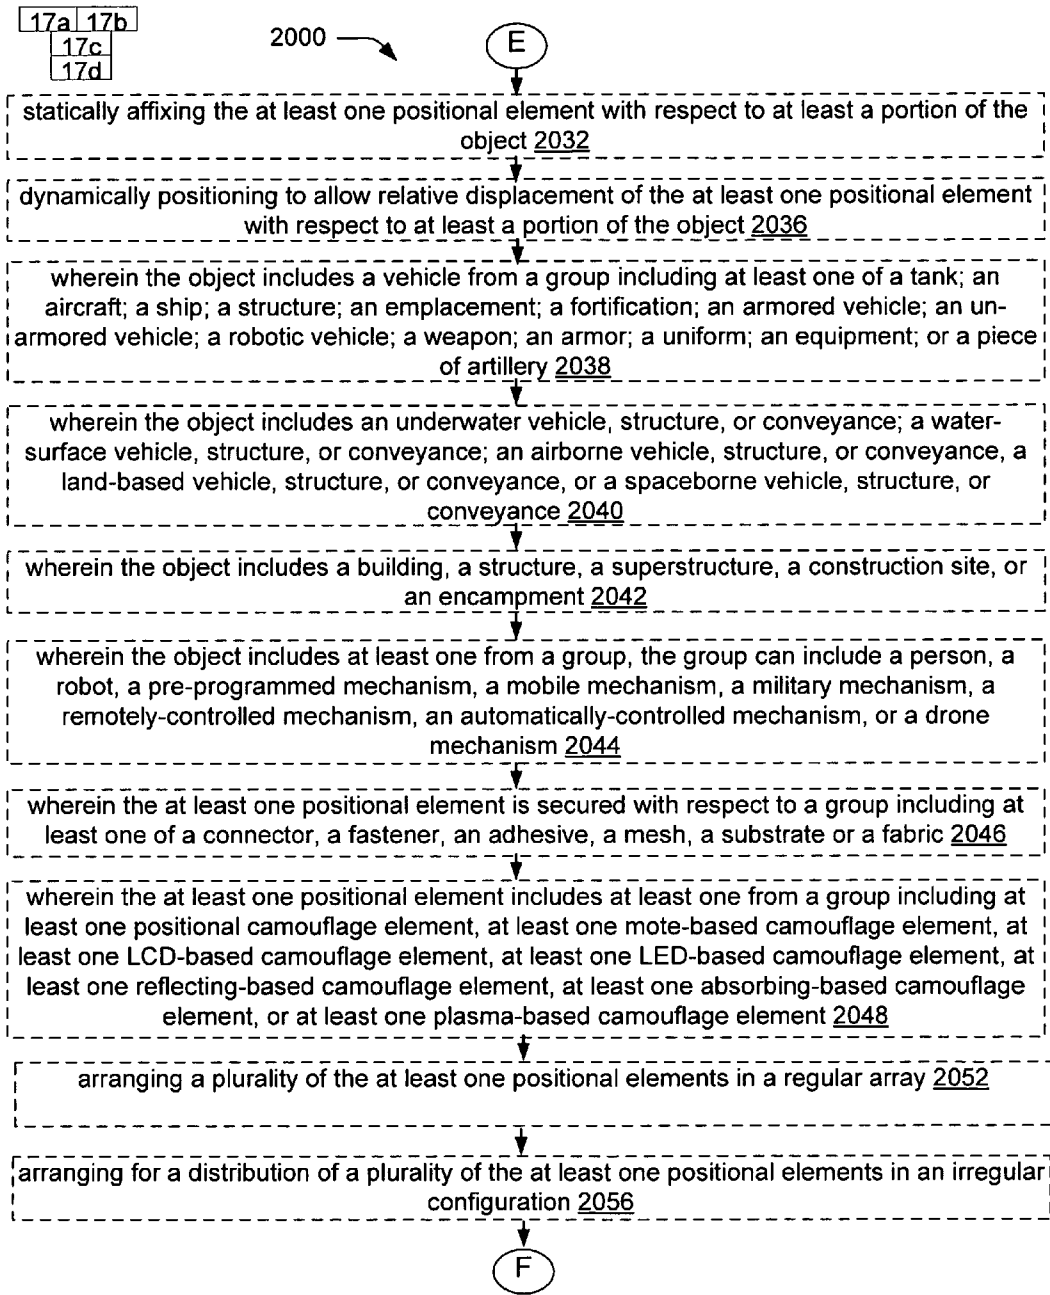 17a 17b
17c
17d
2000
E
statically affixing the at least one positional element with respect to at least a portion of the
object 2032
dynamically positioning to allow relative displacement of the at least one positional element
with respect to at least a portion of the object 2036
wherein the object includes a vehicle from a group including at least one of a tank; an
aircraft; a ship; a structure; an emplacement; a fortification; an armored vehicle; an un-
armored vehicle; a robotic vehicle; a weapon; an armor; a uniform; an equipment; or a piece
of artillery 2038
wherein the object includes an underwater vehicle, structure, or conveyance; a water-
surface vehicle, structure, or conveyance; an airborne vehicle, structure, or conveyance, a
land-based vehicle, structure, or conveyance, or a spaceborne vehicle, structure, or
conveyance 2040
wherein the object includes a building, a structure, a superstructure, a construction site, or
an encampment 2042
wherein the object includes at least one from a group, the group can include a person, a
robot, a pre-programmed mechanism, a mobile mechanism, a military mechanism, a
remotely-controlled mechanism, an automatically-controlled mechanism, or a drone
mechanism 2044
wherein the at least one positional element is secured with respect to a group including at
least one of a connector, a fastener, an adhesive, a mesh, a substrate or a fabric 2046
wherein the at least one positional element includes at least one from a group including at
least one positional camouflage element, at least one mote-based camouflage element, at
least one LCD-based camouflage element, at least one LED-based camouflage element, at
least one reflecting-based camouflage element, at least one absorbing-based camouflage
element, or at least one plasma-based camouflage element 2048
arranging a plurality of the at least one positional elements in a regular array 2052
arranging for a distribution of a plurality of the at least one positional elements in an irregular
configuration 2056
F